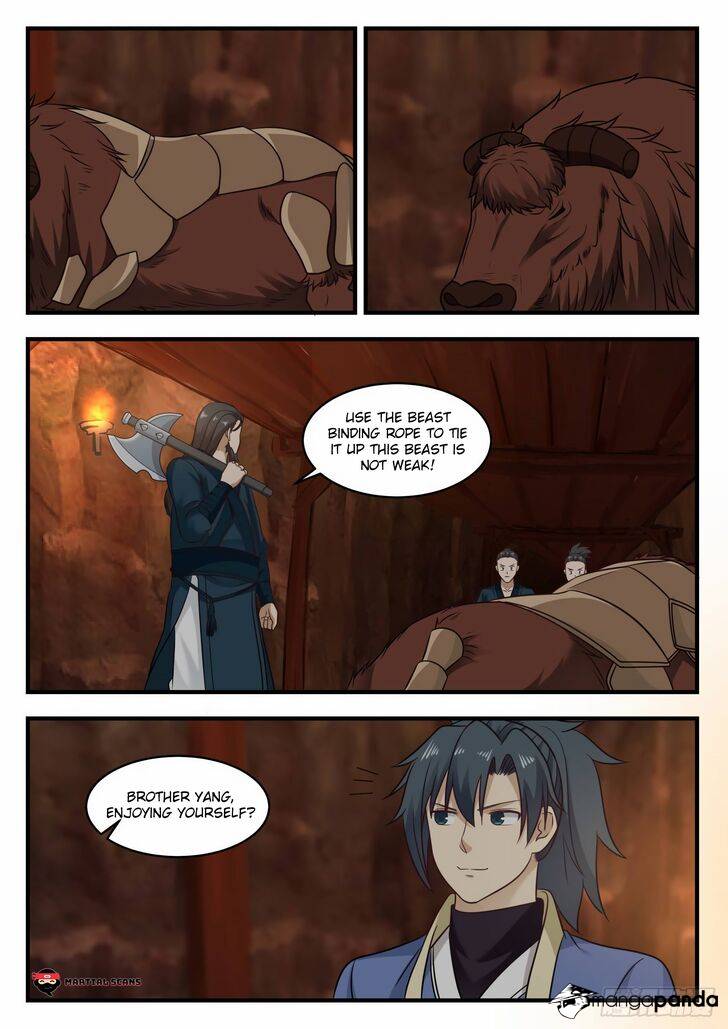 USE THE BEAST
BINDING ROPE TO TIE
IT UP THIS BEAST IS
NOT WEAK!
BROTHER YANG,
ENJOYING YOURSELF?
MARTIAL SCANS
mangapanda